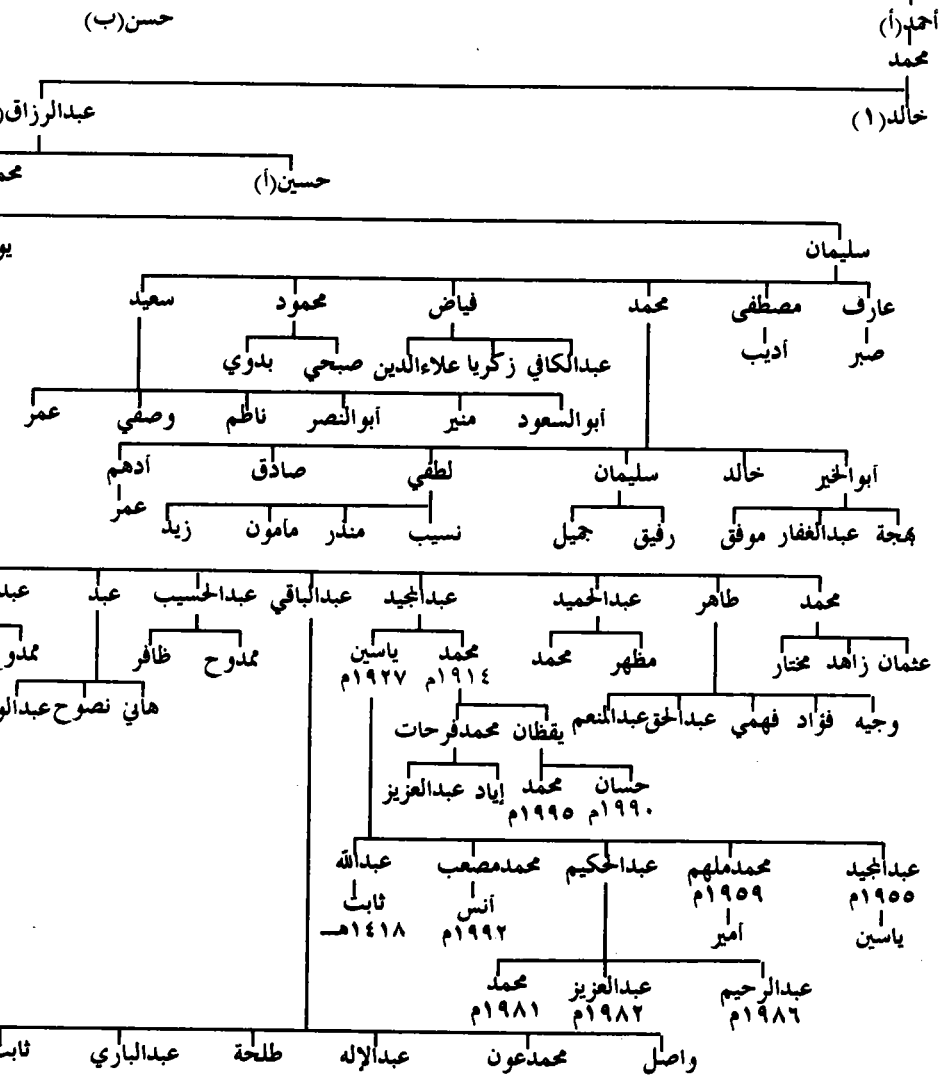 أحمد(أ) حسن(ب)
محمد
خالد(١) عبدالرزاق
حسين(أ)
سليمان
عارف مصطفى محمد فياض محمود سعيد
صبر أديب عبدالكافي زكريا علاءالدين صبحي بدوي
أبوالسعود منير أبوالنصر ناظم وصفي عمر
أبوالخير خالد سليمان لطفي صادق أدهم
بهجة عبدالغفار موفق رفيق جميل نسيب منذر مامون زيد عمر
محمد طاهر عبدالحميد عبدالمجيد عبدالباقي عبدالحسيب عبد
عثمان زاهد مختار مظهر محمد محمد ياسين ممدوح ظافر
١٩١٤م ١٩٢٧م
وجيه فؤاد فهمي عبدالحق عبدالمنعم يقظان محمدفرحات هاني نصوح
حسان محمد إياد عبدالعزيز
١٩٩٠م ١٩٩٥م
عبدالمجيد محمدملهم عبدالحكيم محمدمصعب عبدالله
١٩٥٥م ١٩٥٩م
ياسين أمير أنس ثابت
١٩٩٢م ١٤١٨هــ
عبدالرحيم عبدالعزيز محمد
١٩٨٦م ١٩٨٢م ١٩٨١م
واصل محمدعون عبدالإله طلحة عبدالباري